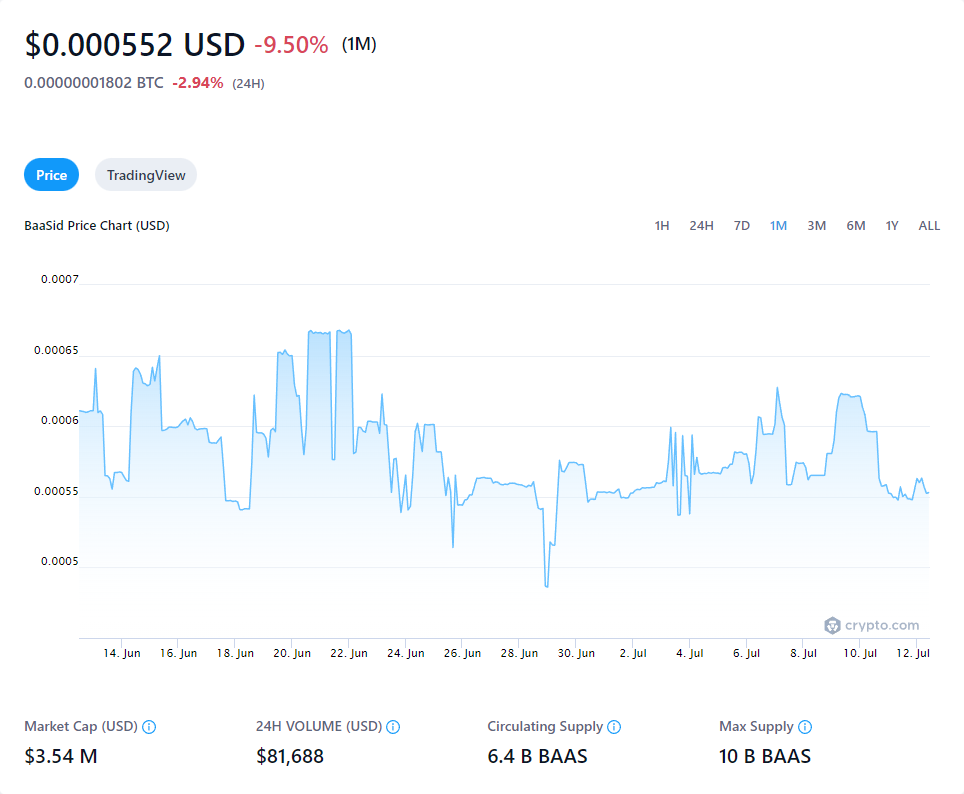 $0.000552 USD -9.50% (1M)
0.00000001802 BTC -2.94% (24H)
Price TradingView
BaaSid Price Chart (USD) 1H 24H 7D 1M 3M 6M 1Y ALL
0.0007
0.00065
0.0006
0.00055
0.0005
crypto.com
14. Jun 16. Jun 18. Jun 20. Jun 22. Jun 24. Jun 26. Jun 28. Jun 30. Jun 2. Jul 4. Jul 6. Jul 8. Jul 10. Jul 12. Jul
Market Cap (USD) 24H VOLUME (USD) Circulating Supply Max Supply
$3.54 M $81,688 6.4 B BAAS 10 B BAAS